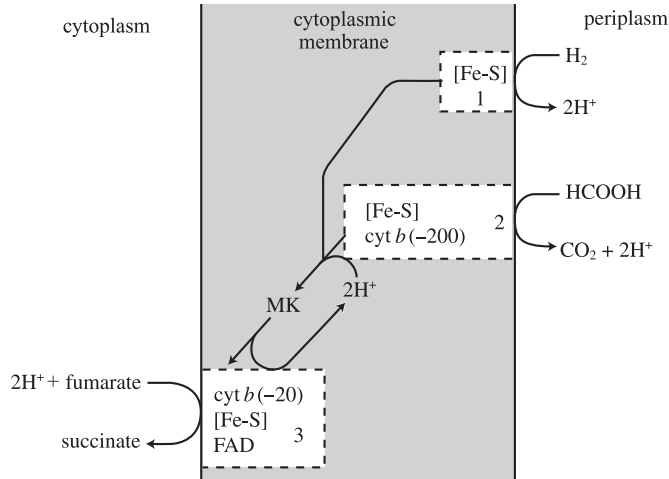 cytoplasm
cytoplasmic
membrane
periplasm
[Fe-S]
1
H₂
2H⁺
[Fe-S]
cyt b (−200)
2
HCOOH
CO₂ + 2H⁺
MK
2H⁺
2H⁺ + fumarate
succinate
cyt b (−20)
[Fe-S]
FAD
3